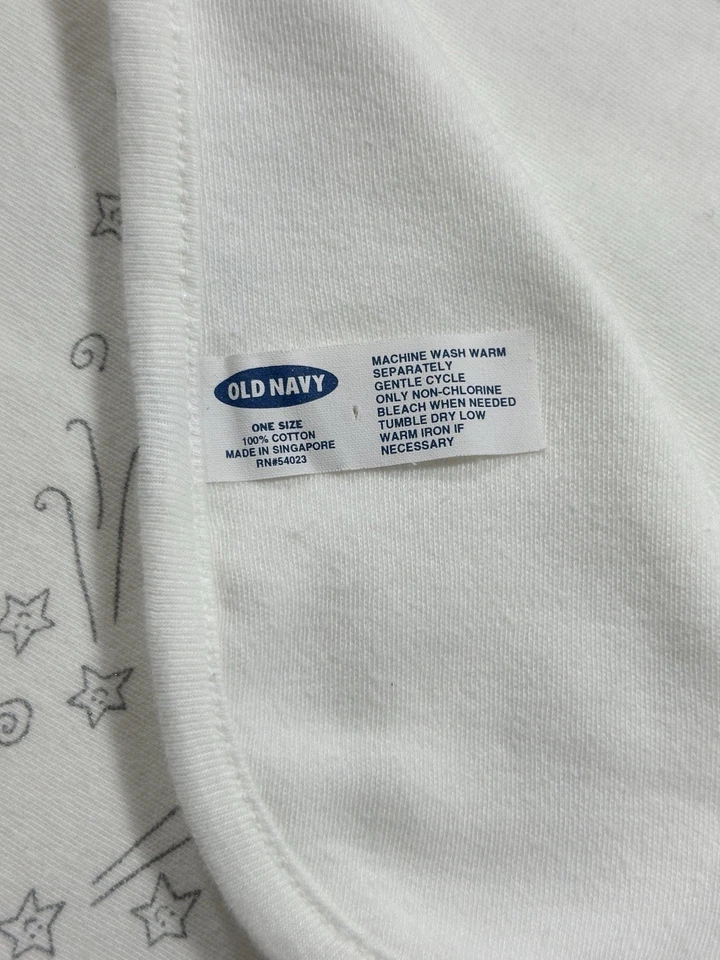 OLD NAVY
ONE SIZE
100% COTTON
MADE IN SINGAPORE
RN#54023
MACHINE WASH WARM
SEPARATELY
GENTLE CYCLE
ONLY NON-CHLORINE
BLEACH WHEN NEEDED
TUMBLE DRY LOW
WARM IRON IF
NECESSARY